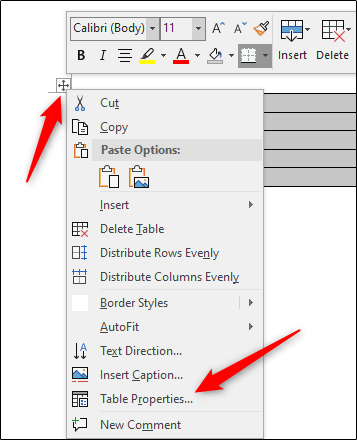 Calibri (Body) 11 A A
B I A Insert Delete
Cut
Copy
Paste Options:
Insert
Delete Table
Distribute Rows Evenly
Distribute Columns Evenly
Border Styles
AutoFit
Text Direction...
Insert Caption...
Table Properties...
New Comment